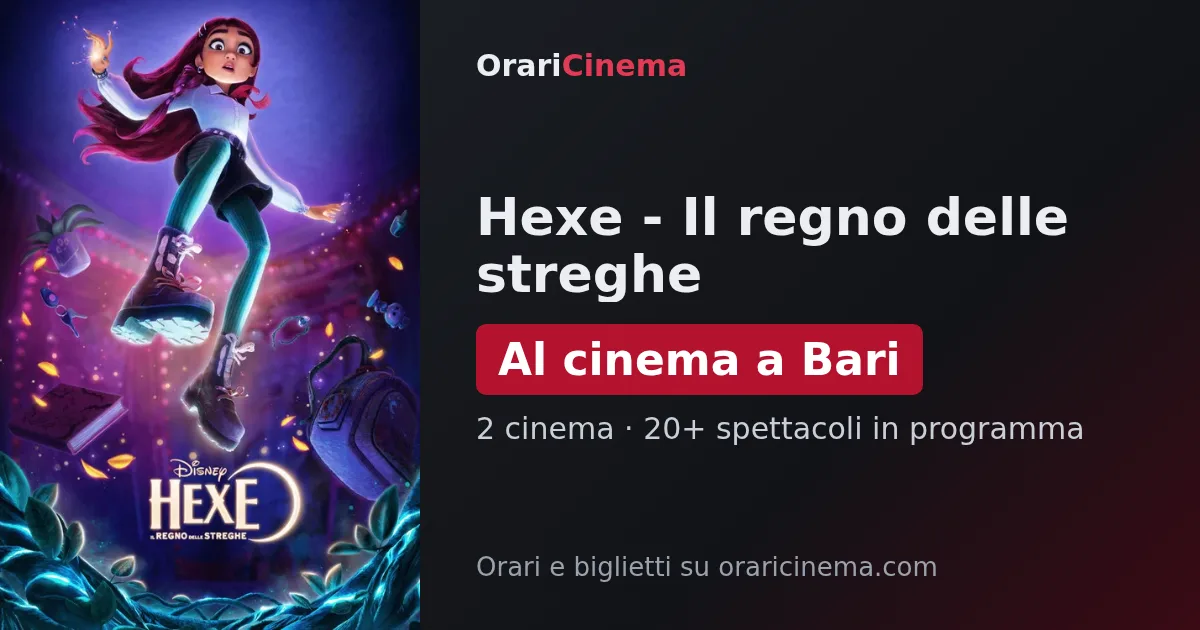 OrariCinema
Hexe - Il regno delle
streghe
Al cinema a Bari
2 cinema · 20+ spettacoli in programma
Orari e biglietti su oraricinema.com
Disney
HEXE
IL REGNO DELLE STREGHE